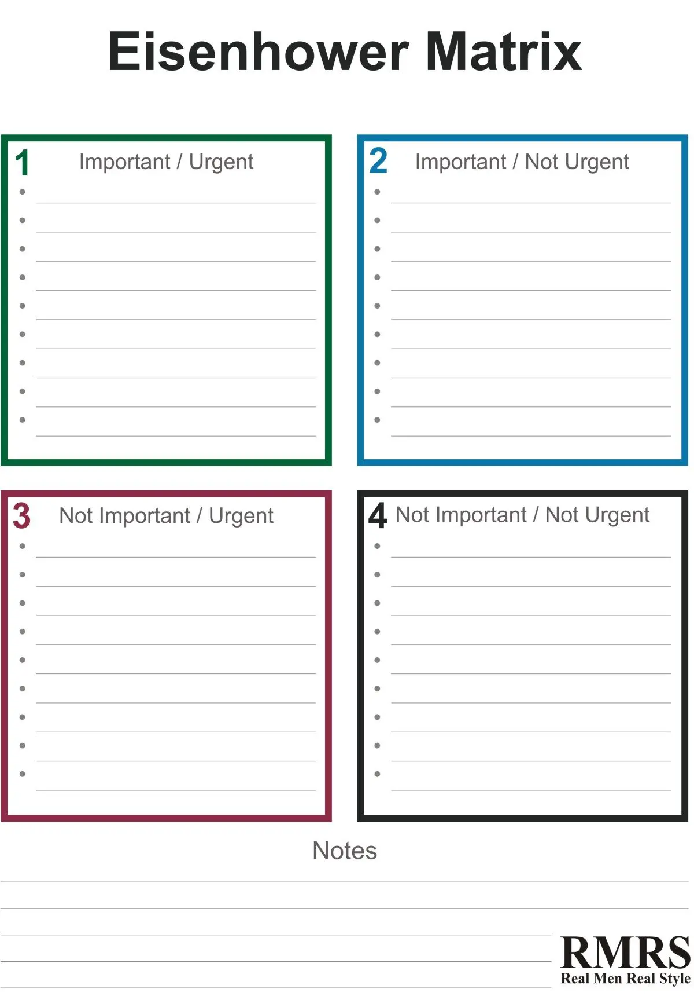 Eisenhower Matrix
1 Important / Urgent
2 Important / Not Urgent
3 Not Important / Urgent
4 Not Important / Not Urgent
Notes
RMRS
Real Men Real Style